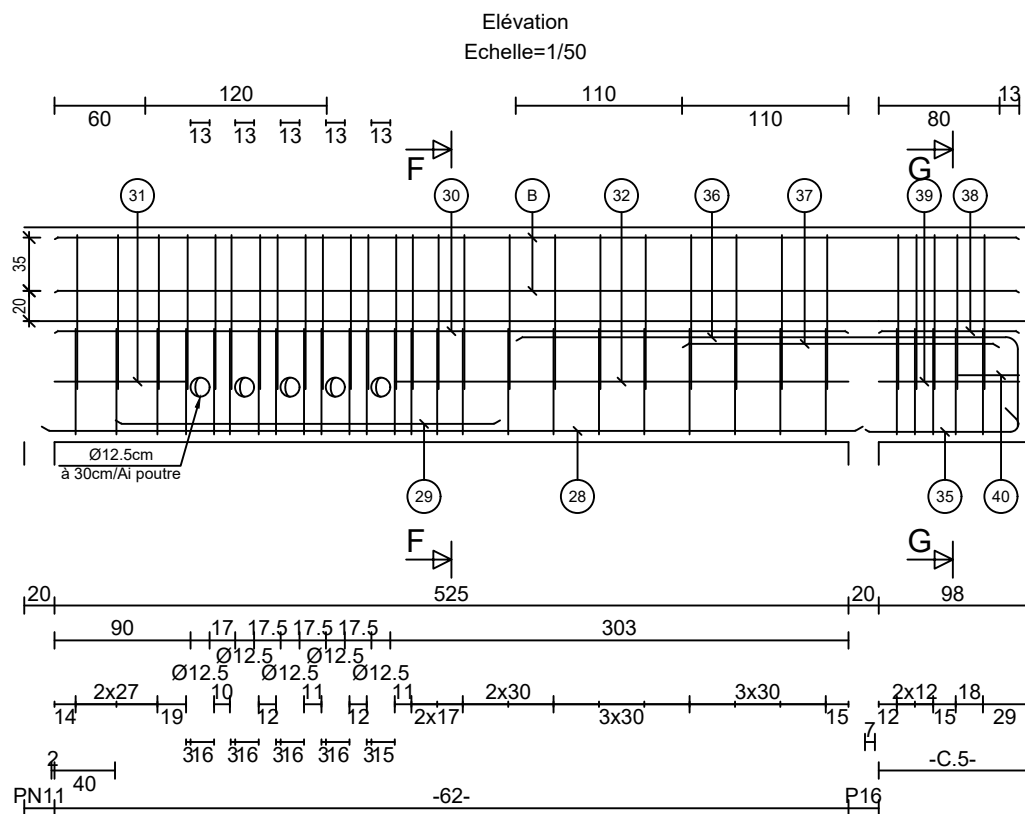 Elévation
Echelle=1/50
120 110 13
60 110 80
13 13 13 13 13
F G
31 30 B 32 36 37 39 38
35
20
Ø12.5cm
à 30cm/Ai poutre
29 28 35 40
F G
20 525 20 98
90 17 17.5 17.5 17.5 303
Ø12.5 Ø12.5
Ø12.5 Ø12.5 Ø12.5
2x27 10 11 11 2x30 3x30 2x12 18
14 19 12 12 2x17 3x30 15 12 15 29
7
316 316 316 316 315
2
40 -C.5-
PN11 -62- P16